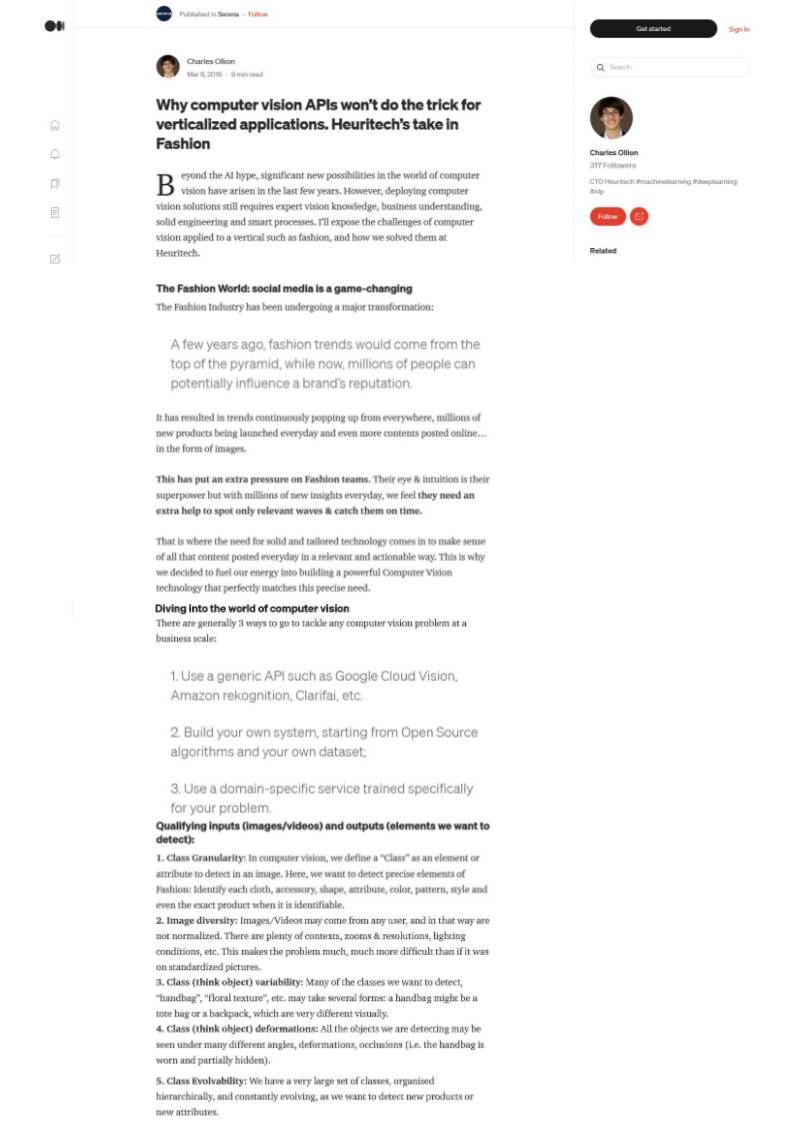 Published in Serena · Follow
Charles Ollion
Mar 6, 2016 · 9 min read
Why computer vision APIs won't do the trick for
verticalized applications. Heuritech's take in
Fashion
Beyond the AI hype, significant new possibilities in the world of computer
vision have arisen in the last few years. However, deploying computer
vision solutions still requires expert vision knowledge, business understanding,
solid engineering and smart processes. I'll expose the challenges of computer
vision applied to a vertical such as fashion, and how we solved them at
Heuritech.
The Fashion World: social media is a game-changing
The Fashion Industry has been undergoing a major transformation:
A few years ago, fashion trends would come from the
top of the pyramid, while now, millions of people can
potentially influence a brand's reputation.
It has resulted in trends continuously popping up from everywhere, millions of
new products being launched everyday and even more contents posted online…
in the form of images.
This has put an extra pressure on Fashion teams. Their eye & intuition is their
superpower but with millions of new insights everyday, we feel they need an
extra help to spot only relevant waves & catch them on time.
That is where the need for solid and tailored technology comes in to make sense
of all that content posted everyday in a relevant and actionable way. This is why
we decided to fuel our energy into building a powerful Computer Vision
technology that perfectly matches this precise need.
Diving into the world of computer vision
There are generally 3 ways to go to tackle any computer vision problem at a
business scale:
1. Use a generic API such as Google Cloud Vision,
Amazon rekognition, Clarifai, etc.
2. Build your own system, starting from Open Source
algorithms and your own dataset;
3. Use a domain-specific service trained specifically
for your problem.
Qualifying inputs (images/videos) and outputs (elements we want to
detect):
1. Class Granularity: In computer vision, we define a "Class" as an element or
attribute to detect in an image. Here, we want to detect precise elements of
Fashion: Identify each cloth, accessory, shape, attribute, color, pattern, style and
even the exact product when it is identifiable.
2. Image diversity: Images/Videos may come from any user, and in that way are
not normalized. There are plenty of contexts, zooms & resolutions, lighting
conditions, etc. This makes the problem much, much more difficult than if it was
on standardized pictures.
3. Class (think object) variability: Many of the classes we want to detect,
"handbag", "floral texture", etc. may take several forms: a handbag might be a
tote bag or a backpack, which are very different visually.
4. Class (think object) deformations: All the objects we are detecting may be
seen under many different angles, deformations, occlusions (i.e. the handbag is
worn and partially hidden).
5. Class Evolvability: We have a very large set of classes, organised
hierarchically, and constantly evolving, as we want to detect new products or
new attributes.
Get started
Sign In
Search
Charles Ollion
317 Followers
CTO Heuritech #machinelearning #deeplearning
#nlp
Follow
Related